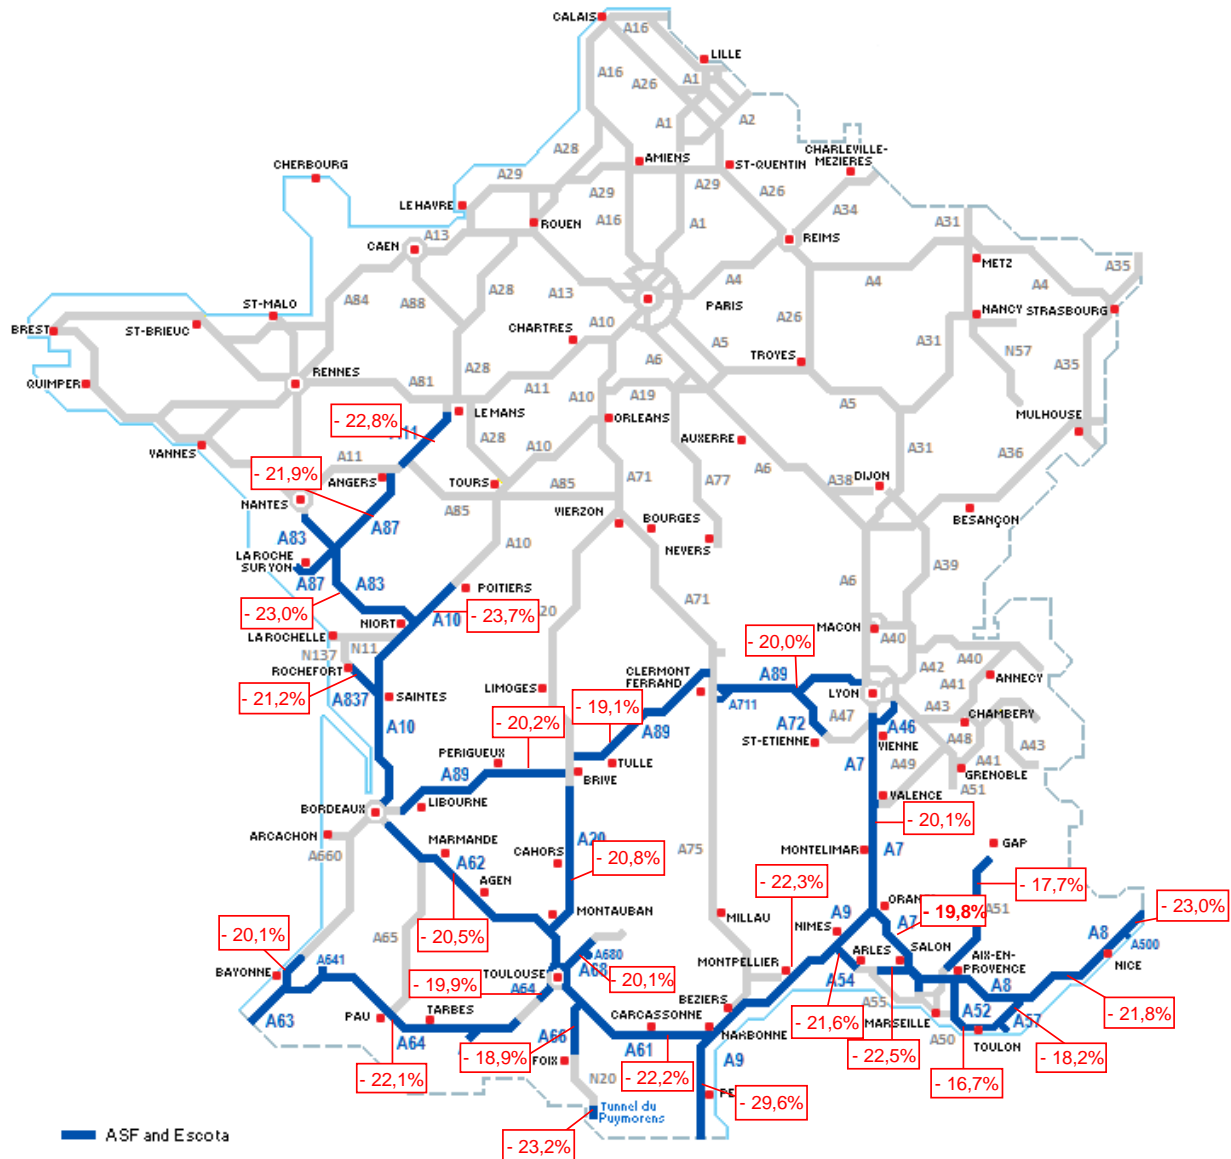 CALAIS
A16
LILLE
A16
A26
A1
A1
A2
A28
AMIENS
ST-QUENTIN
CHARLEVILLE-
MEZIERES
CHERBOURG
A29
A29
A29
A26
A34
LE HAVRE
A16
A1
ROUEN
REIMS
A31
CAEN
A13
METZ
A35
A4
A4
A4
ST-MALO
A84
A88
A28
A13
PARIS
BREST
ST-BRIEUC
CHARTRES
A10
A26
NANCY
STRASBOURG
A6
A5
TROYES
A31
N57
A35
QUIMPER
RENNES
A81
A28
A11
A10
A19
A5
MULHOUSE
- 22,8%
LE MANS
ORLEANS
AUXERRE
VANNES
A11
A28
A10
A31
A36
- 21,9%
ANGERS
TOURS
A85
A71
A77
A6
A38
DIJON
NANTES
A85
VIERZON
BOURGES
BESANÇON
A83
A87
NEVERS
LA ROCHE
SUR YON
A10
A6
A39
A87
A83
POITIERS
A71
- 23,0%
NIORT
A10
- 23,7%
20
MACON
A40
LA ROCHELLE
N11
N137
- 20,0%
A42
A40
ROCHEFORT
CLERMONT
FERRAND
A89
LYON
A41
ANNECY
- 21,2%
A837
SAINTES
LIMOGES
A711
A43
- 19,1%
A72
A47
A46
CHAMBERY
A10
- 20,2%
A89
ST-ETIENNE
VIENNE
A48
A43
PERIGUEUX
TULLE
A7
A49
A41
GRENOBLE
A89
BRIVE
A51
BORDEAUX
LIBOURNE
VALENCE
ARCACHON
- 20,1%
MARMANDE
A20
A660
A62
CAHORS
- 20,8%
A75
MONTELIMAR
A7
GAP
AGEN
- 22,3%
- 17,7%
MONTAUBAN
MILLAU
A9
A7
- 19,8%
A51
- 23,0%
- 20,1%
A65
- 20,5%
NIMES
A8
A500
BAYONNE
A641
A680
A68
ARLES
SALON
AIX-EN-
PROVENCE
NICE
TOULOUSE
- 20,1%
MONTPELLIER
- 19,9%
A64
A54
A8
BEZIERS
A55
A52
- 21,8%
A63
PAU
TARBES
CARCASSONNE
- 21,6%
MARSEILLE
A57
A64
A66
A61
NARBONNE
A50
TOULON
- 22,5%
- 18,2%
- 18,9%
FOIX
A9
- 22,1%
- 22,2%
- 16,7%
N20
- 29,6%
Tunnel du
Puymorens
- 23,2%
ASF and Escota